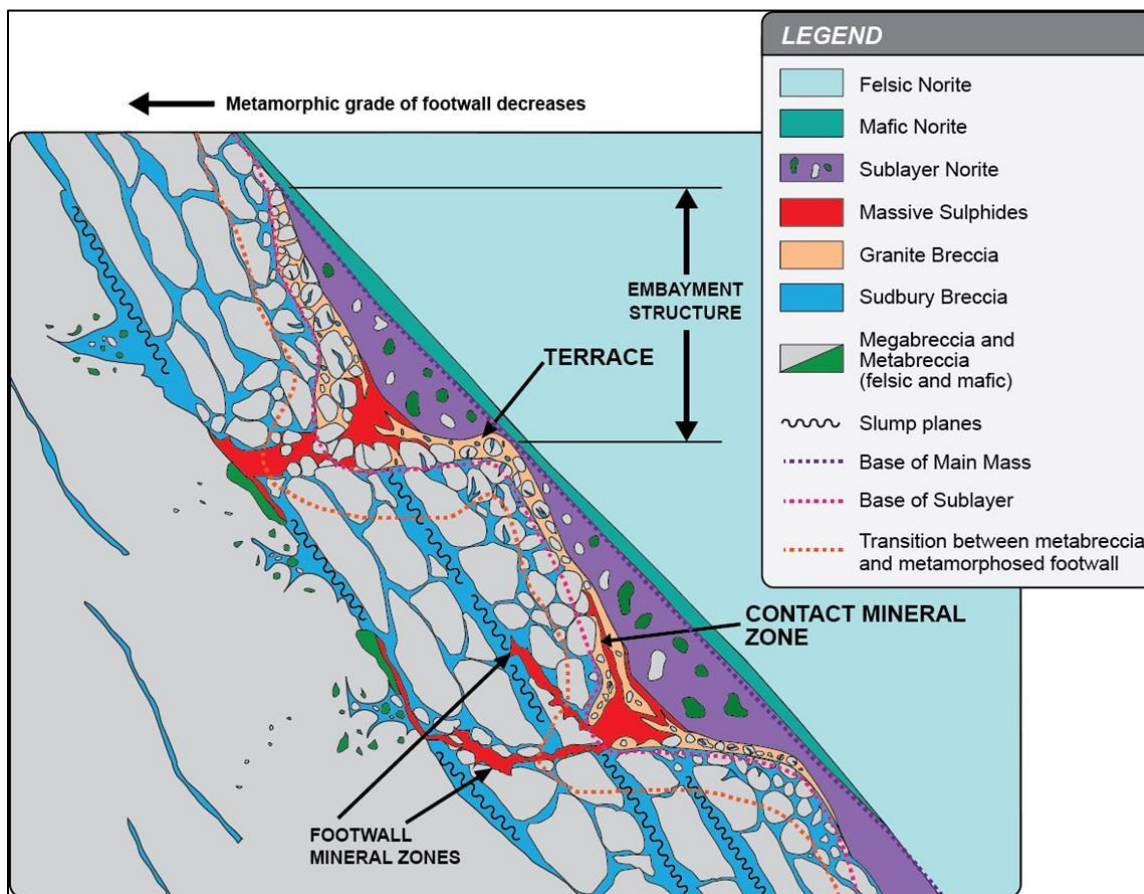 LEGEND
Felsic Norite
Mafic Norite
Sublayer Norite
Massive Sulphides
Granite Breccia
Sudbury Breccia
Megabreccia and
Metabreccia
(felsic and mafic)
Slump planes
Base of Main Mass
Base of Sublayer
Transition between metabreccia
and metamorphosed footwall
Metamorphic grade of footwall decreases
EMBAYMENT
STRUCTURE
TERRACE
CONTACT MINERAL
ZONE
FOOTWALL
MINERAL ZONES